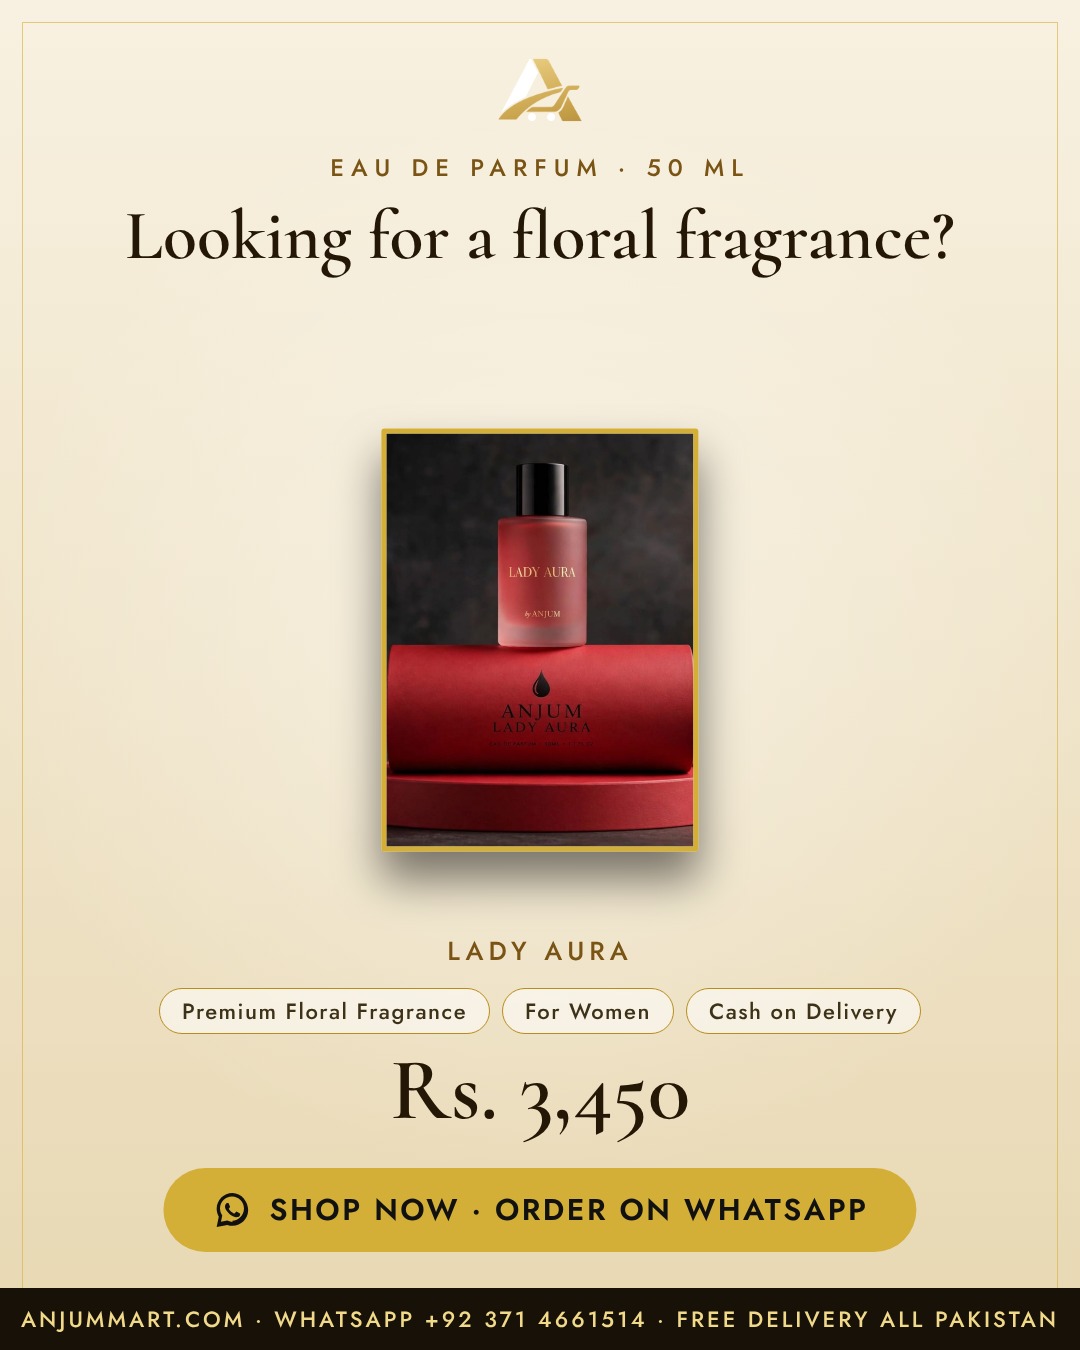 EAU DE PARFUM · 50 ML
Looking for a floral fragrance?
LADY AURA
by ANJUM
ANJUM
LADY AURA
LADY AURA
Premium Floral Fragrance
For Women
Cash on Delivery
Rs. 3,450
SHOP NOW · ORDER ON WHATSAPP
ANJUMMART.COM · WHATSAPP +92 371 4661514 · FREE DELIVERY ALL PAKISTAN